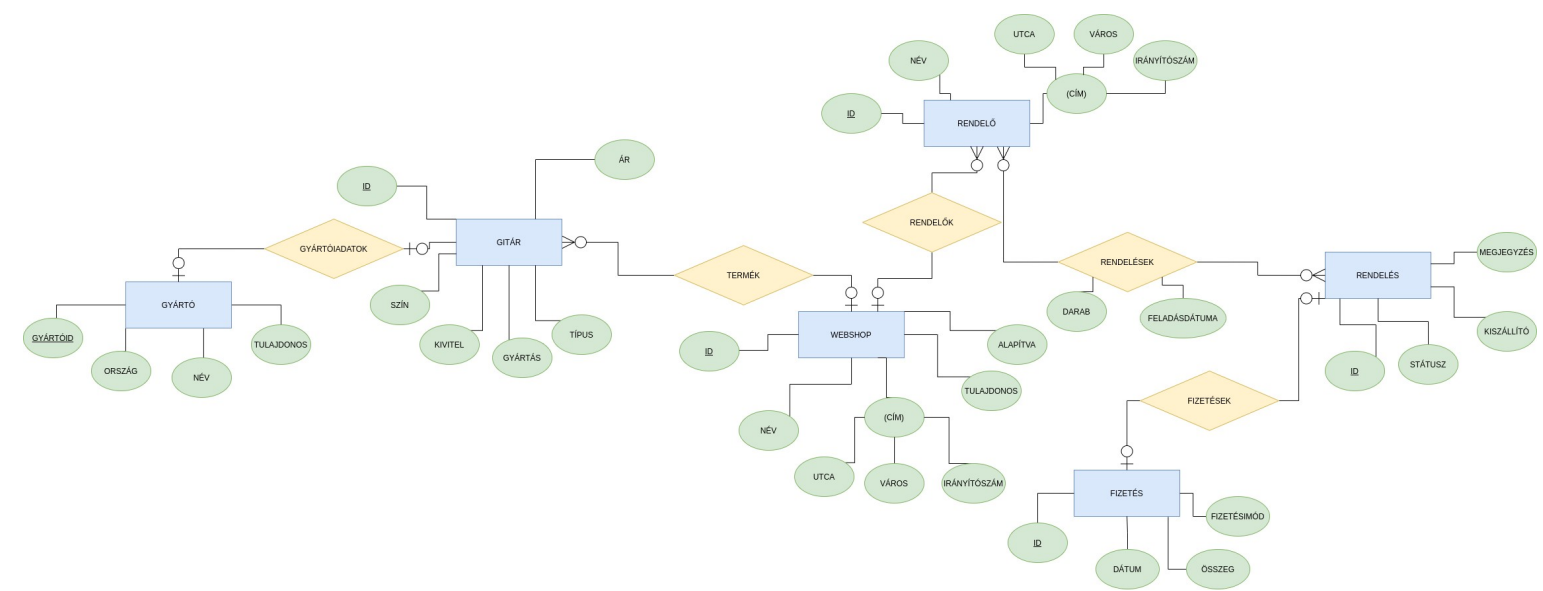 UTCA
VÁROS
NÉV
IRÁNYÍTÓSZÁM
(CÍM)
ID
RENDELŐ
ÁR
ID
RENDELŐK
GYÁRTÓIADATOK
GITÁR
MEGJEGYZÉS
RENDELÉSEK
TERMÉK
RENDELÉS
GYÁRTÓ
SZÍN
DARAB
FELADÁSDÁTUMA
KISZÁLLÍTÓ
GYÁRTÓID
TULAJDONOS
KIVITEL
TÍPUS
WEBSHOP
ALAPÍTVA
ID
GYÁRTÁS
STÁTUSZ
ORSZÁG
NÉV
ID
TULAJDONOS
FIZETÉSEK
NÉV
(CÍM)
UTCA
VÁROS
IRÁNYÍTÓSZÁM
FIZETÉS
FIZETÉSIMÓD
ID
DÁTUM
ÖSSZEG